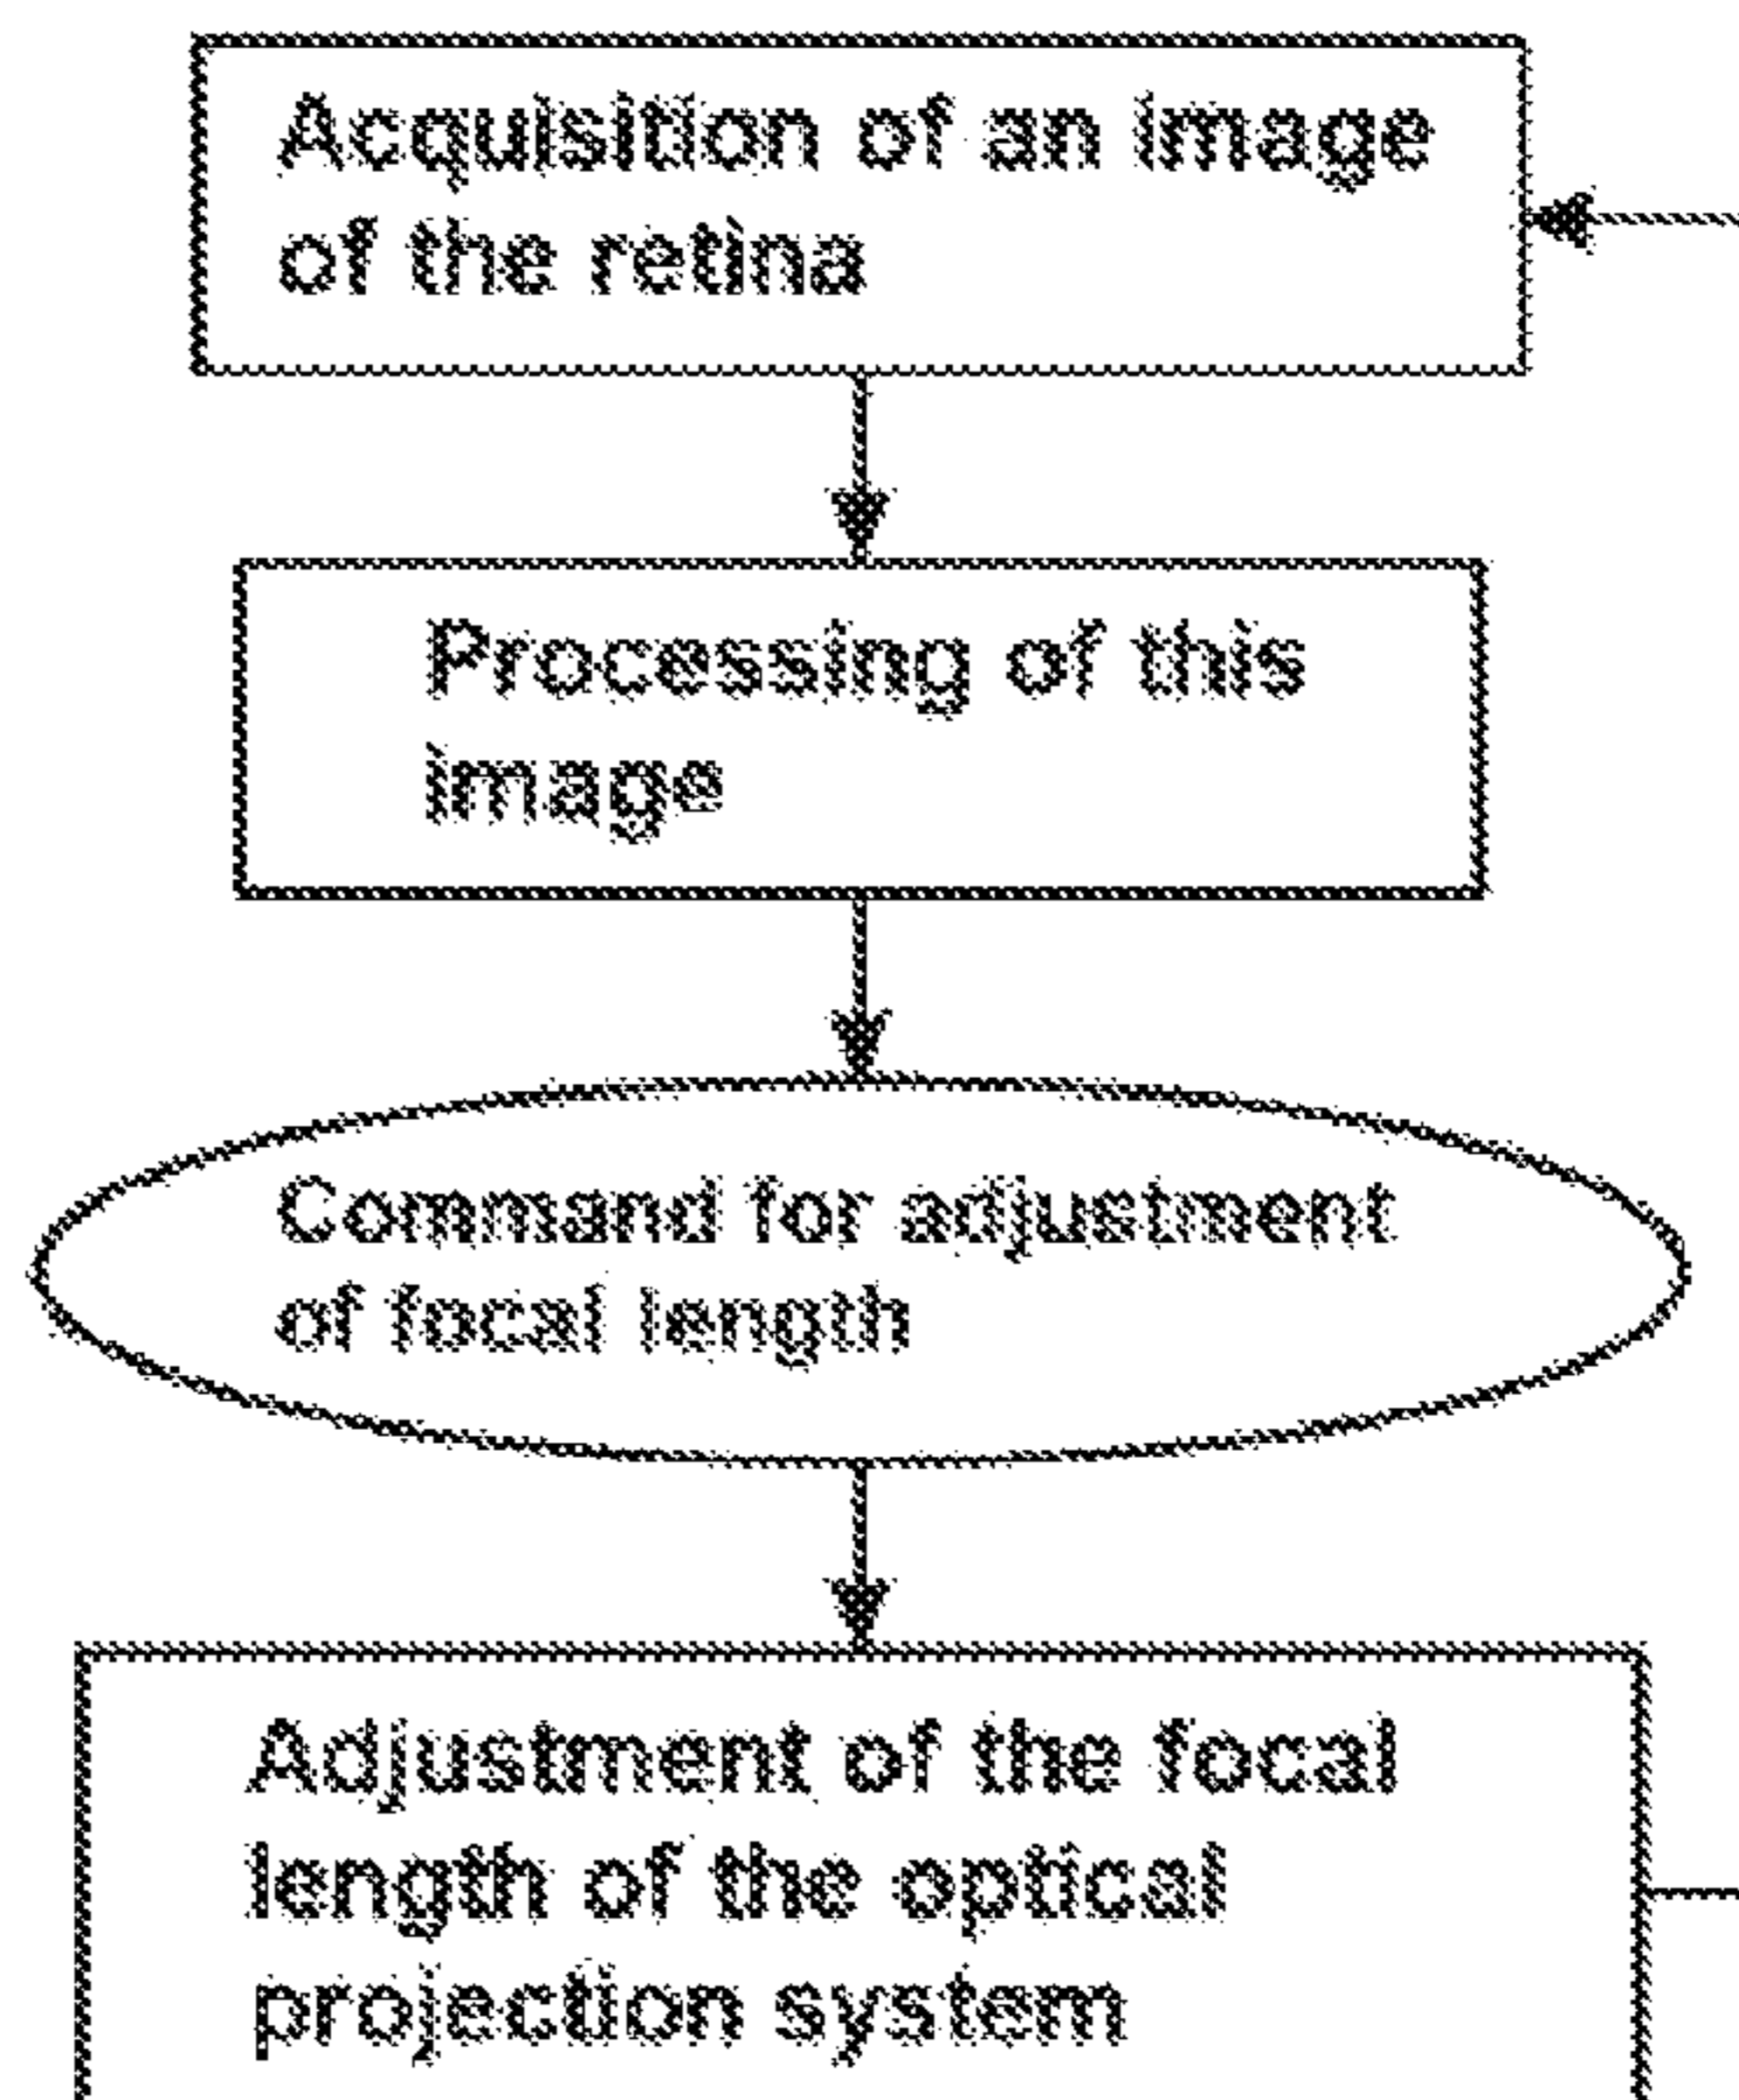 Acquisition of an image
of the retina
Processing of this
image
Command for adjustment
of focal length
Adjustment of the focal
length of the optical
projection system